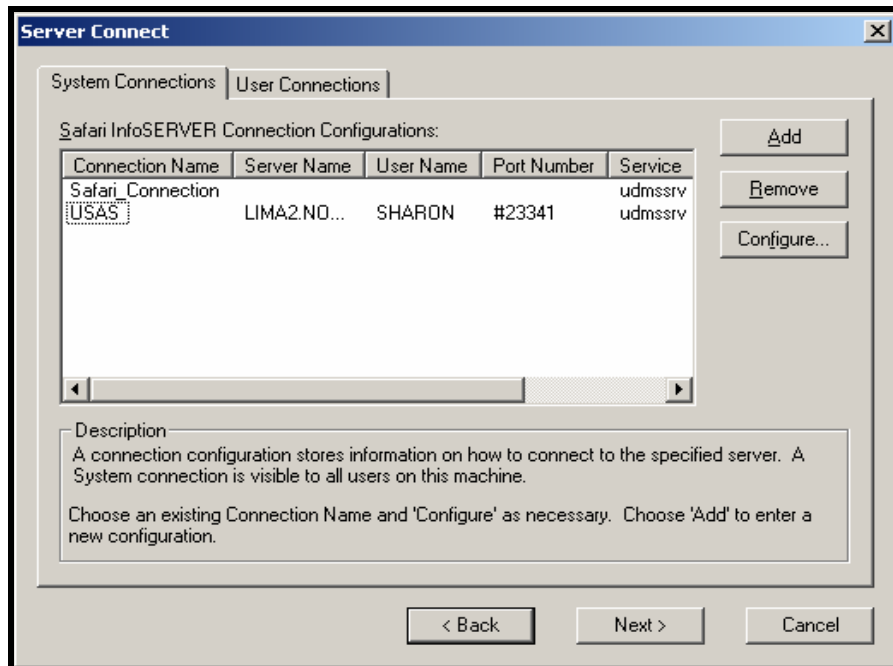 Server Connect
System Connections User Connections
Safari InfoSERVER Connection Configurations:
Connection Name Server Name User Name Port Number Service
Safari_Connection udmssrv
USAS LIMA2.NO... SHARON #23341 udmssrv
Add
Remove
Configure...
Description
A connection configuration stores information on how to connect to the specified server. A
System connection is visible to all users on this machine.
Choose an existing Connection Name and 'Configure' as necessary. Choose 'Add' to enter a
new configuration.
< Back Next > Cancel